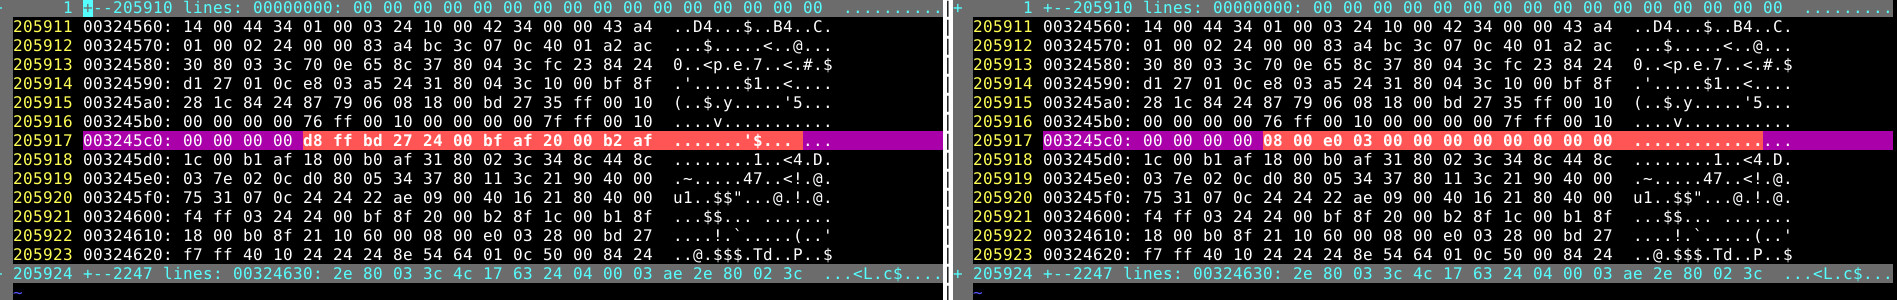 1 +--205910 lines: 00000000: 00 00 00 00 00 00 00 00 00 00 00 00 00 00 00 00  ..........
205911 00324560: 14 00 44 34 01 00 03 24 10 00 42 34 00 00 43 a4  ..D4...$..B4..C.
205912 00324570: 01 00 02 24 00 00 83 a4 bc 3c 07 0c 40 01 a2 ac  ...$.....<..@...
205913 00324580: 30 80 03 3c 70 0e 65 8c 37 80 04 3c fc 23 84 24  0..<p.e.7..<.#.$
205914 00324590: d1 27 01 0c e8 03 a5 24 31 80 04 3c 10 00 bf 8f  .'.....$1..<....
205915 003245a0: 28 1c 84 24 87 79 06 08 18 00 bd 27 35 ff 00 10  (..$.y.....'5...
205916 003245b0: 00 00 00 00 76 ff 00 10 00 00 00 00 7f ff 00 10  ....v...........
205917 003245c0: 00 00 00 00 d8 ff bd 27 24 00 bf af 20 00 b2 af  .......'$... ...
205918 003245d0: 1c 00 b1 af 18 00 b0 af 31 80 02 3c 34 8c 44 8c  ........1..<4.D.
205919 003245e0: 03 7e 02 0c d0 80 05 34 37 80 11 3c 21 90 40 00  .~.....47..<!.@.
205920 003245f0: 75 31 07 0c 24 24 22 ae 09 00 40 16 21 80 40 00  u1..$$"...@.!.@.
205921 00324600: f4 ff 03 24 24 00 bf 8f 20 00 b2 8f 1c 00 b1 8f  ...$$... .......
205922 00324610: 18 00 b0 8f 21 10 60 00 08 00 e0 03 28 00 bd 27  ....!.`.....(..'
205923 00324620: f7 ff 40 10 24 24 24 8e 54 64 01 0c 50 00 84 24  ..@.$$$.Td..P..$
205924 +--2247 lines: 00324630: 2e 80 03 3c 4c 17 63 24 04 00 03 ae 2e 80 02 3c  ...<L.c$....
~
+ 1 +--205910 lines: 00000000: 00 00 00 00 00 00 00 00 00 00 00 00 00 00 00 00  .........
205911 00324560: 14 00 44 34 01 00 03 24 10 00 42 34 00 00 43 a4  ..D4...$..B4..C.
205912 00324570: 01 00 02 24 00 00 83 a4 bc 3c 07 0c 40 01 a2 ac  ...$.....<..@...
205913 00324580: 30 80 03 3c 70 0e 65 8c 37 80 04 3c fc 23 84 24  0..<p.e.7..<.#.$
205914 00324590: d1 27 01 0c e8 03 a5 24 31 80 04 3c 10 00 bf 8f  .'.....$1..<....
205915 003245a0: 28 1c 84 24 87 79 06 08 18 00 bd 27 35 ff 00 10  (..$.y.....'5...
205916 003245b0: 00 00 00 00 76 ff 00 10 00 00 00 00 7f ff 00 10  ....v...........
205917 003245c0: 00 00 00 00 08 00 e0 03 00 00 00 00 00 00 00 00  ................
205918 003245d0: 1c 00 b1 af 18 00 b0 af 31 80 02 3c 34 8c 44 8c  ........1..<4.D.
205919 003245e0: 03 7e 02 0c d0 80 05 34 37 80 11 3c 21 90 40 00  .~.....47..<!.@.
205920 003245f0: 75 31 07 0c 24 24 22 ae 09 00 40 16 21 80 40 00  u1..$$"...@.!.@.
205921 00324600: f4 ff 03 24 24 00 bf 8f 20 00 b2 8f 1c 00 b1 8f  ...$$... .......
205922 00324610: 18 00 b0 8f 21 10 60 00 08 00 e0 03 28 00 bd 27  ....!.`.....(..'
205923 00324620: f7 ff 40 10 24 24 24 8e 54 64 01 0c 50 00 84 24  ..@.$$$.Td..P..$
+ 205924 +--2247 lines: 00324630: 2e 80 03 3c 4c 17 63 24 04 00 03 ae 2e 80 02 3c  ...<L.c$...
~